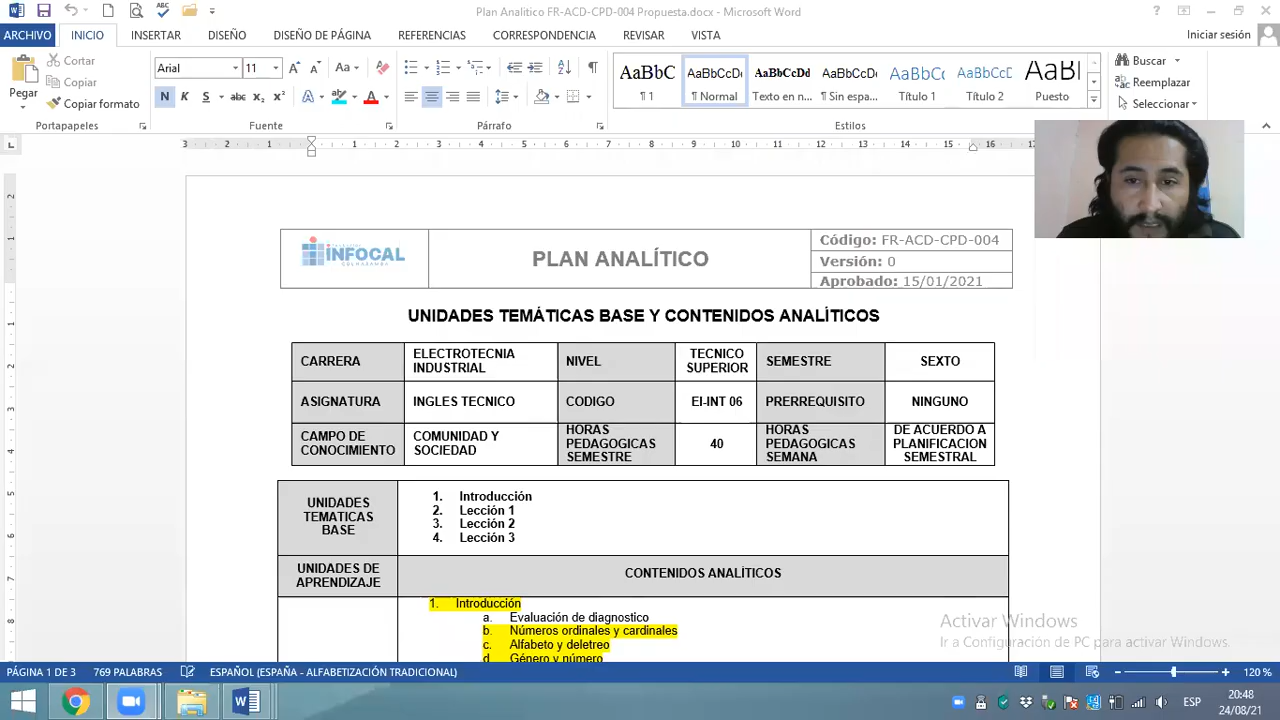 Plan Analitico FR-ACD-CPD-004 Propuesta.docx - Microsoft Word
ARCHIVO INICIO INSERTAR DISEÑO DISEÑO DE PÁGINA REFERENCIAS CORRESPONDENCIA REVISAR VISTA Iniciar sesión
Pegar
Cortar
Copiar
Copiar formato
Portapapeles
Arial 11
Fuente
Párrafo
AaBbC AaBbCcDc AaBbCcDd AaBbCcDc AaBbCc AaBbCcD AaBb
¶ 1 ¶ Normal Texto en n... ¶ Sin espa... Título 1 Título 2 Puesto
Estilos
Buscar
Reemplazar
Seleccionar
INFOCAL
PLAN ANALÍTICO
Código: FR-ACD-CPD-004
Versión: 0
Aprobado: 15/01/2021
UNIDADES TEMÁTICAS BASE Y CONTENIDOS ANALÍTICOS
CARRERA ELECTROTECNIA INDUSTRIAL NIVEL TECNICO SUPERIOR SEMESTRE SEXTO
ASIGNATURA INGLES TECNICO CODIGO EI-INT 06 PRERREQUISITO NINGUNO
CAMPO DE CONOCIMIENTO COMUNIDAD Y SOCIEDAD HORAS PEDAGOGICAS SEMESTRE 40 HORAS PEDAGOGICAS SEMANA DE ACUERDO A PLANIFICACION SEMESTRAL
UNIDADES TEMATICAS BASE
1. Introducción
2. Lección 1
3. Lección 2
4. Lección 3
UNIDADES DE APRENDIZAJE CONTENIDOS ANALÍTICOS
1. Introducción
a. Evaluación de diagnostico
b. Números ordinales y cardinales
c. Alfabeto y deletreo
d Género y número
Activar Windows
Ir a Configuración de PC para activar Windows.
PÁGINA 1 DE 3 769 PALABRAS ESPAÑOL (ESPAÑA - ALFABETIZACIÓN TRADICIONAL) 120 %
ESP
20:48
24/08/21